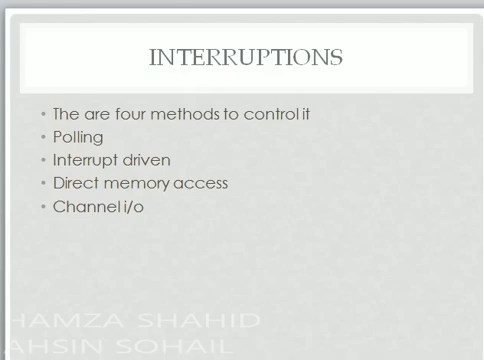 INTERRUPTIONS
• The are four methods to control it
• Polling
• Interrupt driven
• Direct memory access
• Channel i/o
HAMZA SHAHID
AHSIN SOHAIL